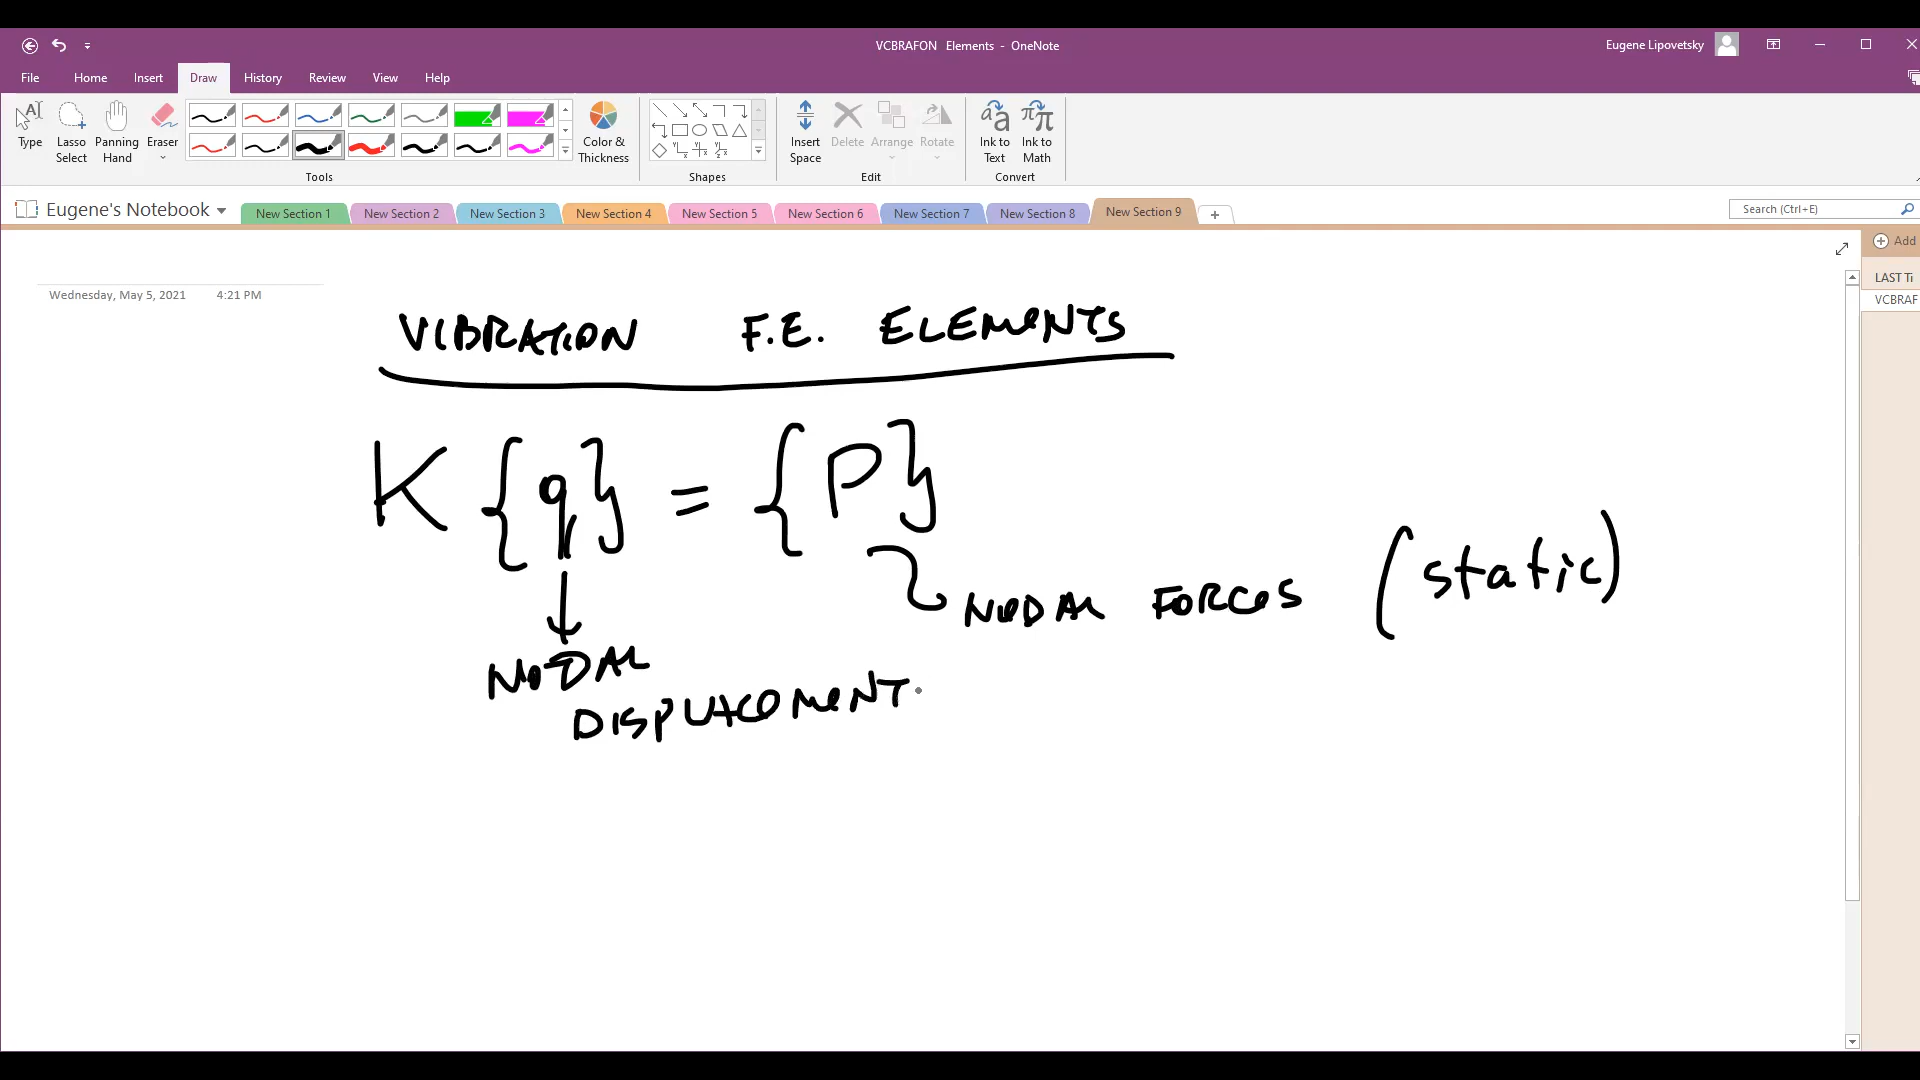 VCBRAFON Elements - OneNote
Eugene Lipovetsky
File Home Insert Draw History Review View Help
Type
Lasso Select
Panning Hand
Eraser
Color & Thickness
Insert Space
Delete
Arrange
Rotate
Ink to Text
Ink to Math
Tools
Shapes
Edit
Convert
Eugene's Notebook
New Section 1
New Section 2
New Section 3
New Section 4
New Section 5
New Section 6
New Section 7
New Section 8
New Section 9
Search (Ctrl+E)
Add
LAST Ti
VCBRAF
Wednesday, May 5, 2021 4:21 PM
VIBRATION F.E. ELEMENTS
K {q} = {P}
NODAL FORCES (static)
NODAL
DISPLACEMENT